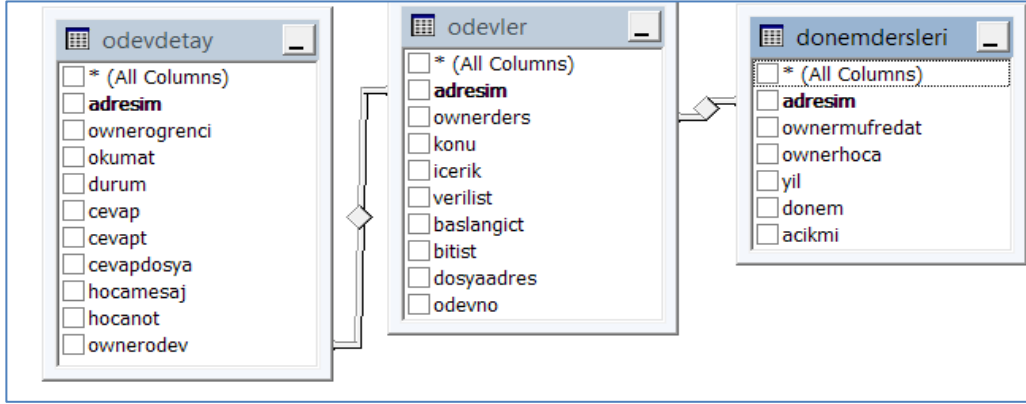 odevdetay
* (All Columns)
adresim
ownerogrenci
okumat
durum
cevap
cevapt
cevapdosya
hocamesaj
hocanot
ownerodev
odevler
* (All Columns)
adresim
ownerders
konu
icerik
verilist
baslangict
bitist
dosyaadres
odevno
donemdersleri
* (All Columns)
adresim
ownermufredat
ownerhoca
yil
donem
acikmi